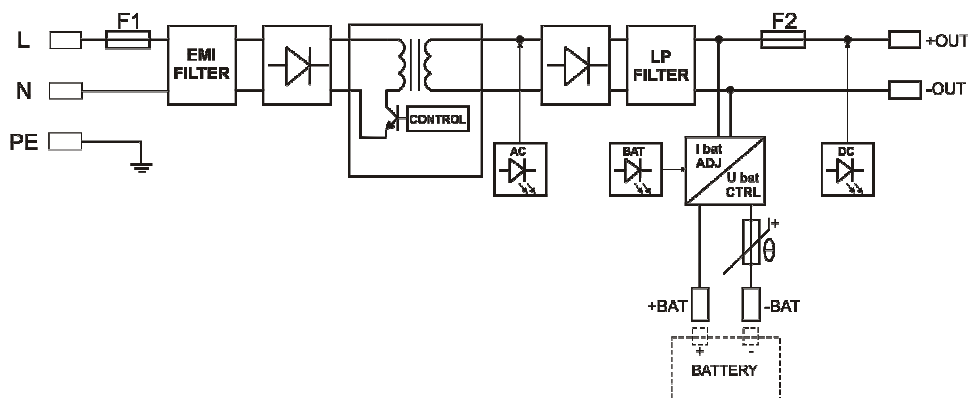 F1
F2
L
EMI
FILTER
LP
FILTER
+OUT
N
-OUT
CONTROL
PE
AC
BAT
I bat
ADJ
U bat
CTRL
DC
I+
θ
+BAT
-BAT
+
-
BATTERY